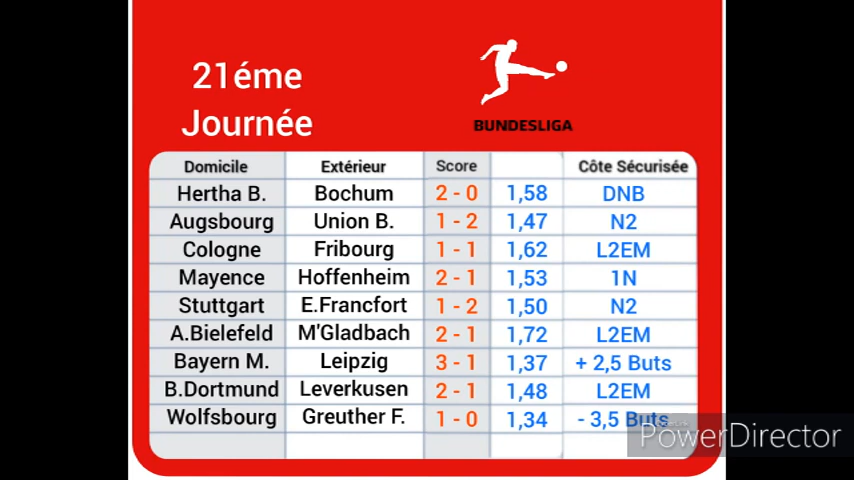 21éme
Journée
BUNDESLIGA
Domicile Extérieur Score Côte Sécurisée
Hertha B. Bochum 2 - 0 1,58 DNB
Augsbourg Union B. 1 - 2 1,47 N2
Cologne Fribourg 1 - 1 1,62 L2EM
Mayence Hoffenheim 2 - 1 1,53 1N
Stuttgart E.Francfort 1 - 2 1,50 N2
A.Bielefeld M'Gladbach 2 - 1 1,72 L2EM
Bayern M. Leipzig 3 - 1 1,37 + 2,5 Buts
B.Dortmund Leverkusen 2 - 1 1,48 L2EM
Wolfsbourg Greuther F. 1 - 0 1,34 - 3,5 Buts
PowerDirector